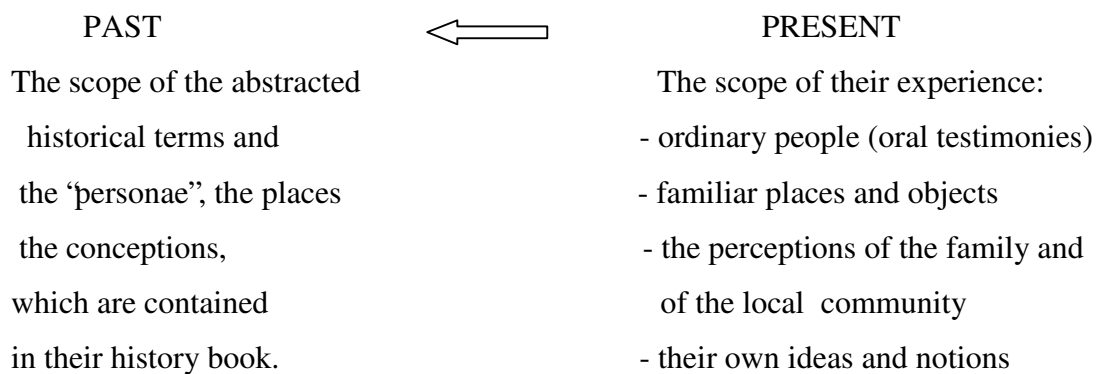 PAST
The scope of the abstracted
historical terms and
the “personae”, the places
the conceptions,
which are contained
in their history book.
PRESENT
The scope of their experience:
- ordinary people (oral testimonies)
- familiar places and objects
- the perceptions of the family and
of the local community
- their own ideas and notions